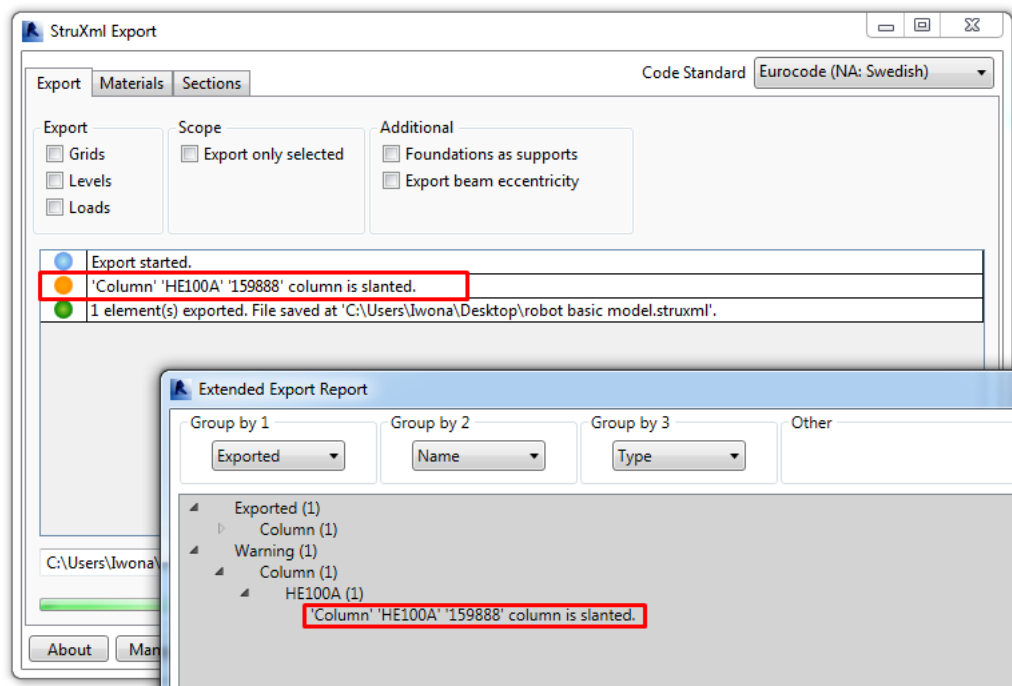 StruXml Export
Code Standard Eurocode (NA: Swedish)
Export Materials Sections
Export Scope Additional
Grids Export only selected Foundations as supports
Levels Export beam eccentricity
Loads
Export started.
'Column' 'HE100A' '159888' column is slanted.
1 element(s) exported. File saved at 'C:\Users\Iwona\Desktop\robot basic model.struxml'.
Extended Export Report
Group by 1 Group by 2 Group by 3 Other
Exported Name Type
Exported (1)
Column (1)
Warning (1)
Column (1)
HE100A (1)
'Column' 'HE100A' '159888' column is slanted.
C:\Users\Iwona\
About